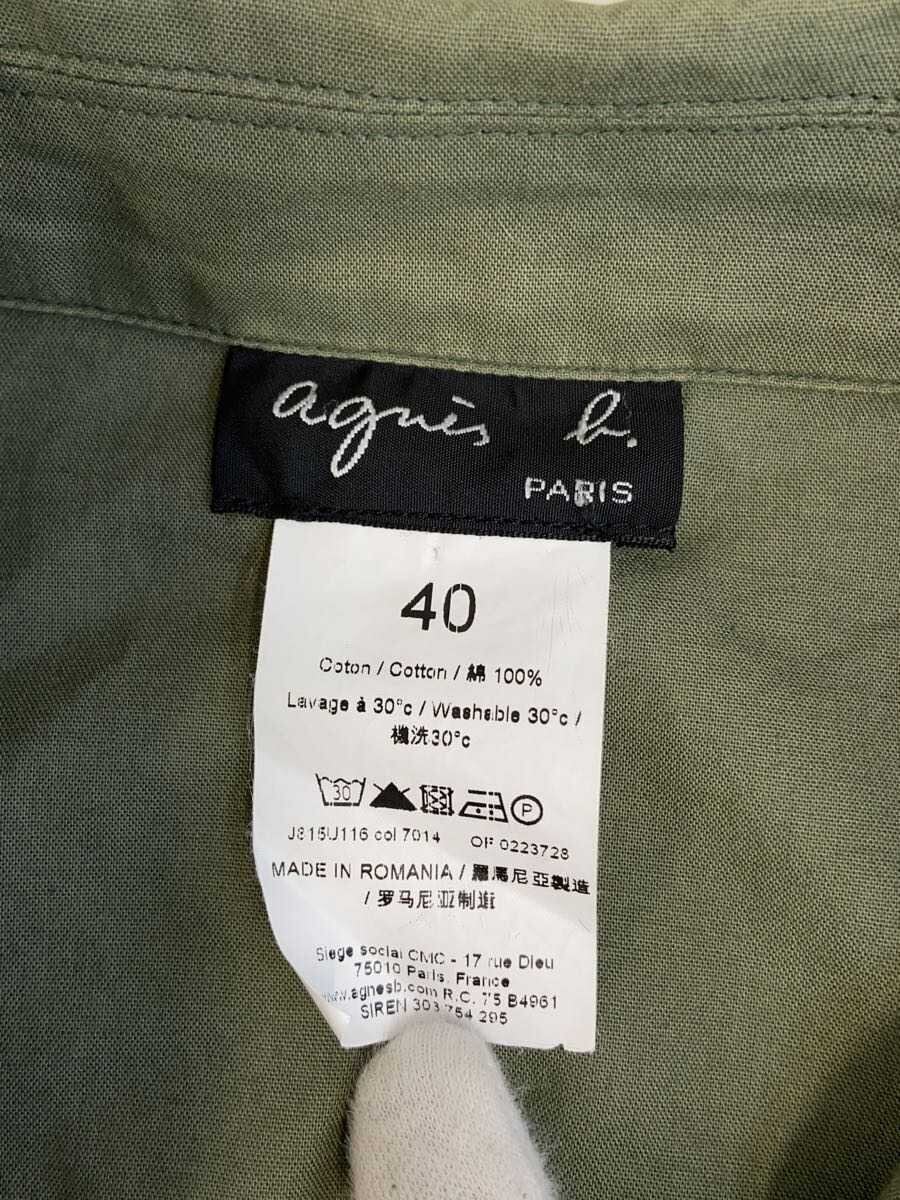 agnès b.
PARIS
40
Coton / Cotton / 綿 100%
Lavage à 30°c / Washable 30°c /
機洗30°c
30 P
J815U116 col 7014 OF 0223728
MADE IN ROMANIA / 羅馬尼亞製造
/ 罗马尼亚制造
Siege social CMC - 17 rue Dieu
75010 Paris, France
www.agnesb.com R.C. 75 B4961
SIREN 303 754 295